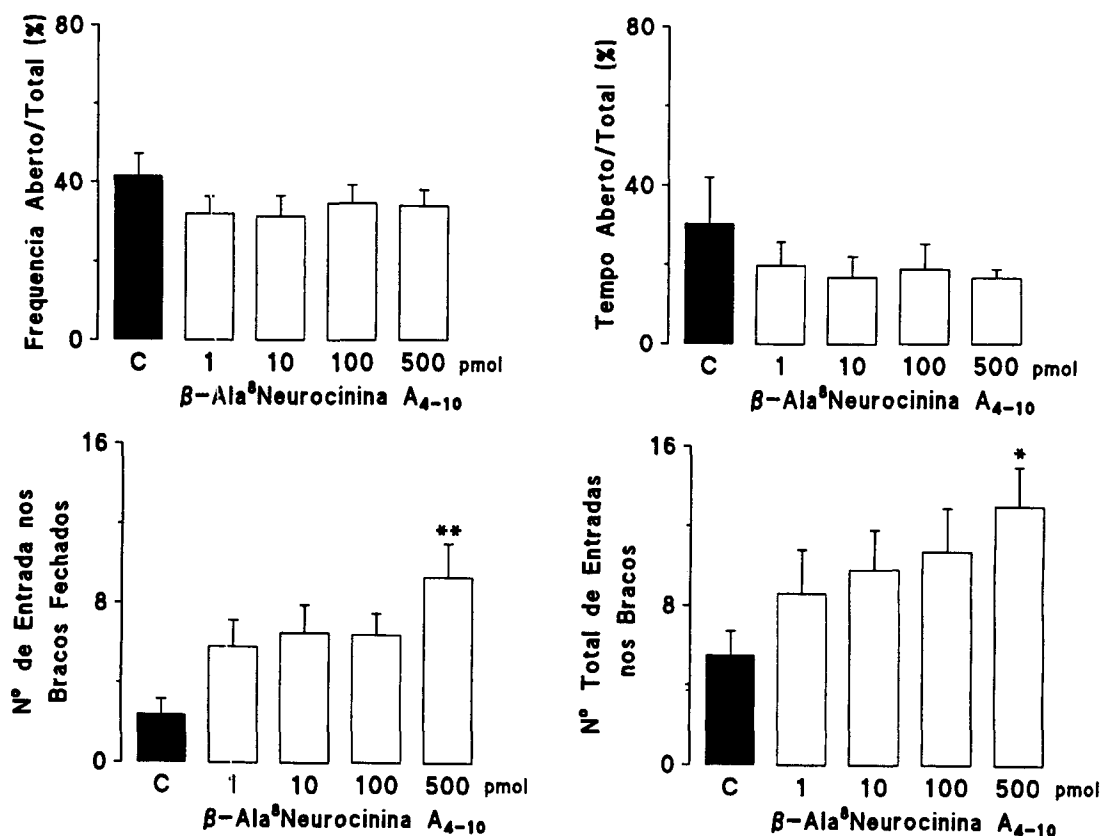 80
40
0
Frequencia Aberto/Total (%)
C 1 10 100 500 pmol
β-Ala⁸Neurocinina A₄₋₁₀
80
40
0
Tempo Aberto/Total (%)
C 1 10 100 500 pmol
β-Ala⁸Neurocinina A₄₋₁₀
16
8
0
Nº de Entrada nos
Bracos Fechados
**
C 1 10 100 500 pmol
β-Ala⁸Neurocinina A₄₋₁₀
16
8
0
Nº Total de Entradas
nos Bracos
*
C 1 10 100 500 pmol
β-Ala⁸Neurocinina A₄₋₁₀